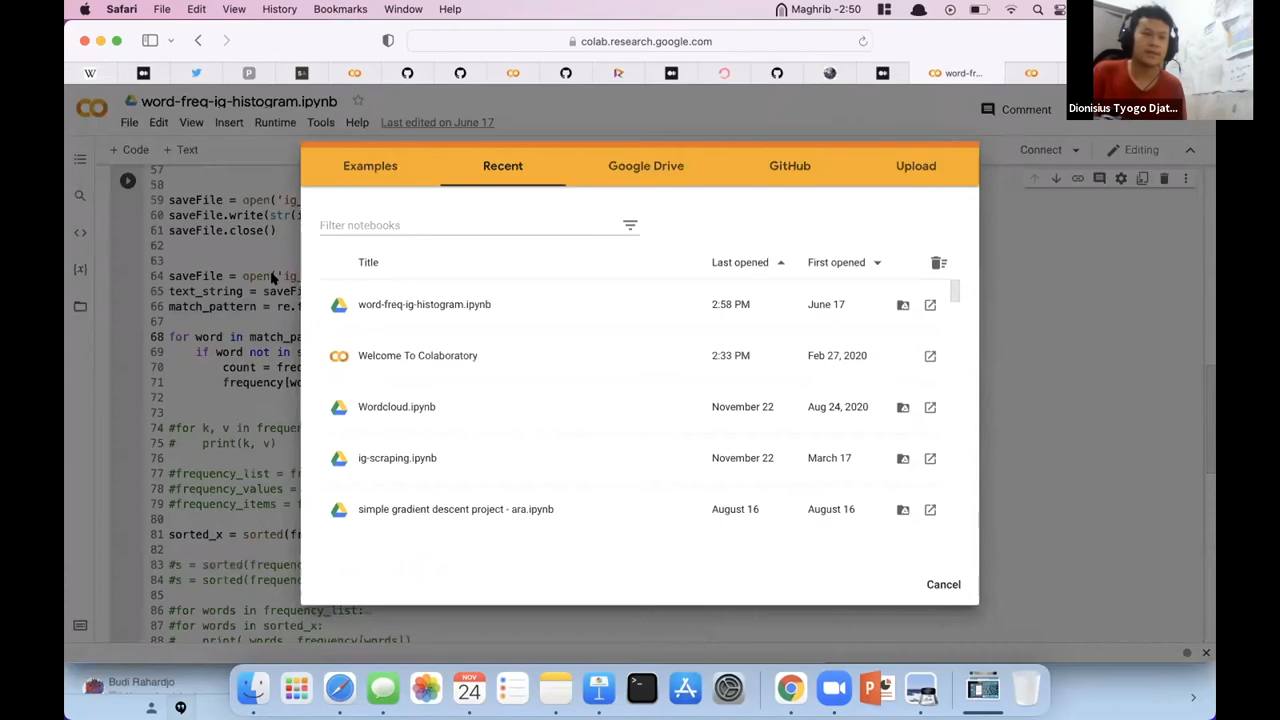 Safari File Edit View History Bookmarks Window Help Maghrib -2:50
colab.research.google.com
W P SA word-fr...
word-freq-ig-histogram.ipynb
File Edit View Insert Runtime Tools Help Last edited on June 17
Comment
Dionisius Tyogo Djat...
+ Code + Text Connect Editing
Examples Recent Google Drive GitHub Upload
Filter notebooks
Title Last opened First opened
word-freq-ig-histogram.ipynb 2:58 PM June 17
Welcome To Colaboratory 2:33 PM Feb 27, 2020
Wordcloud.ipynb November 22 Aug 24, 2020
ig-scraping.ipynb November 22 March 17
simple gradient descent project - ara.ipynb August 16 August 16
Cancel
57
58
59 saveFile = open('ig_
60 saveFile.write(str(i
61 saveFile.close()
62
63
64 saveFile = open('ig_
65 text_string = saveFi
66 match_pattern = re.f
67
68 for word in match_pa
69 if word not in s
70 count = freq
71 frequency[wo
72
73
74 #for k, v in frequen
75 # print(k, v)
76
77 #frequency_list = fr
78 #frequency_values =
79 #frequency_items = f
80
81 sorted_x = sorted(fr
82
83 #s = sorted(frequenc
84 #s = sorted(frequenc
85
86 #for words in frequency_list:
87 #for words in sorted_x:
88 # print( words, frequency[words])
Budi Rahardjo
NOV
24